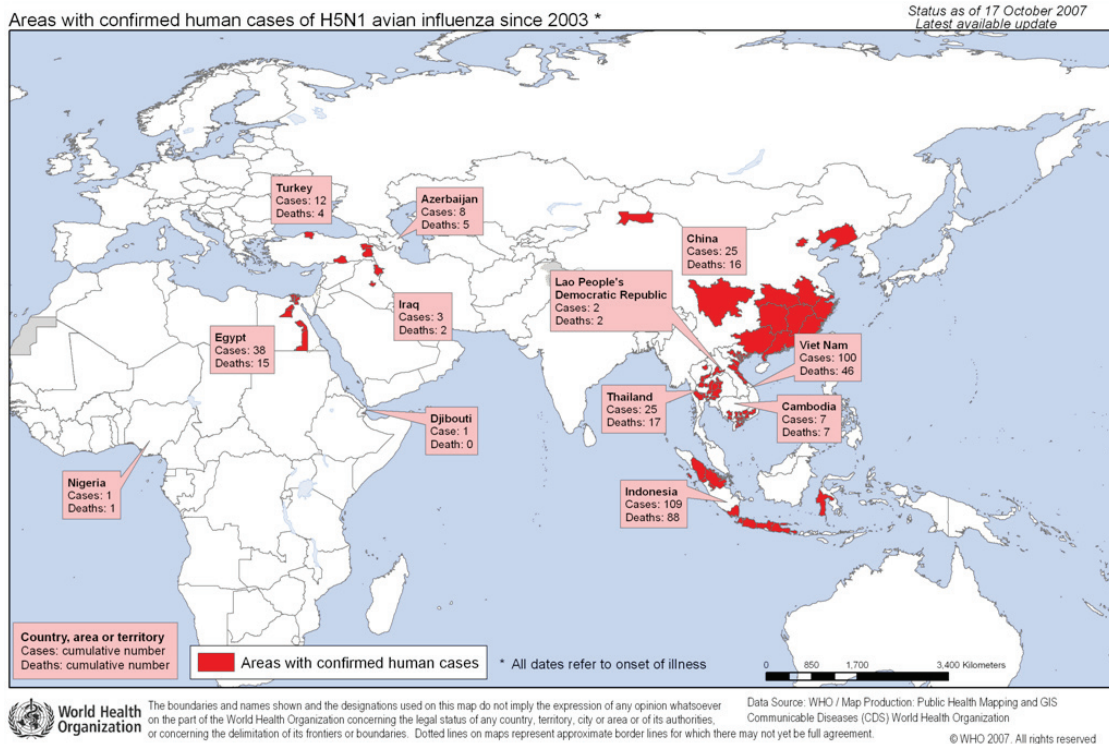 Areas with confirmed human cases of H5N1 avian influenza since 2003 *
Status as of 17 October 2007
Latest available update
Turkey
Cases: 12
Deaths: 4
Azerbaijan
Cases: 8
Deaths: 5
China
Cases: 25
Deaths: 16
Lao People's
Democratic Republic
Cases: 2
Deaths: 2
Iraq
Cases: 3
Deaths: 2
Egypt
Cases: 38
Deaths: 15
Viet Nam
Cases: 100
Deaths: 46
Thailand
Cases: 25
Deaths: 17
Cambodia
Cases: 7
Deaths: 7
Djibouti
Case: 1
Death: 0
Nigeria
Cases: 1
Deaths: 1
Indonesia
Cases: 109
Deaths: 88
Country, area or territory
Cases: cumulative number
Deaths: cumulative number
Areas with confirmed human cases
* All dates refer to onset of illness
0 850 1,700 3,400 Kilometers
World Health
Organization
The boundaries and names shown and the designations used on this map do not imply the expression of any opinion whatsoever
on the part of the World Health Organization concerning the legal status of any country, territory, city or area or of its authorities,
or concerning the delimitation of its frontiers or boundaries. Dotted lines on maps represent approximate border lines for which there may not yet be full agreement.
Data Source: WHO / Map Production: Public Health Mapping and GIS
Communicable Diseases (CDS) World Health Organization
© WHO 2007. All rights reserved